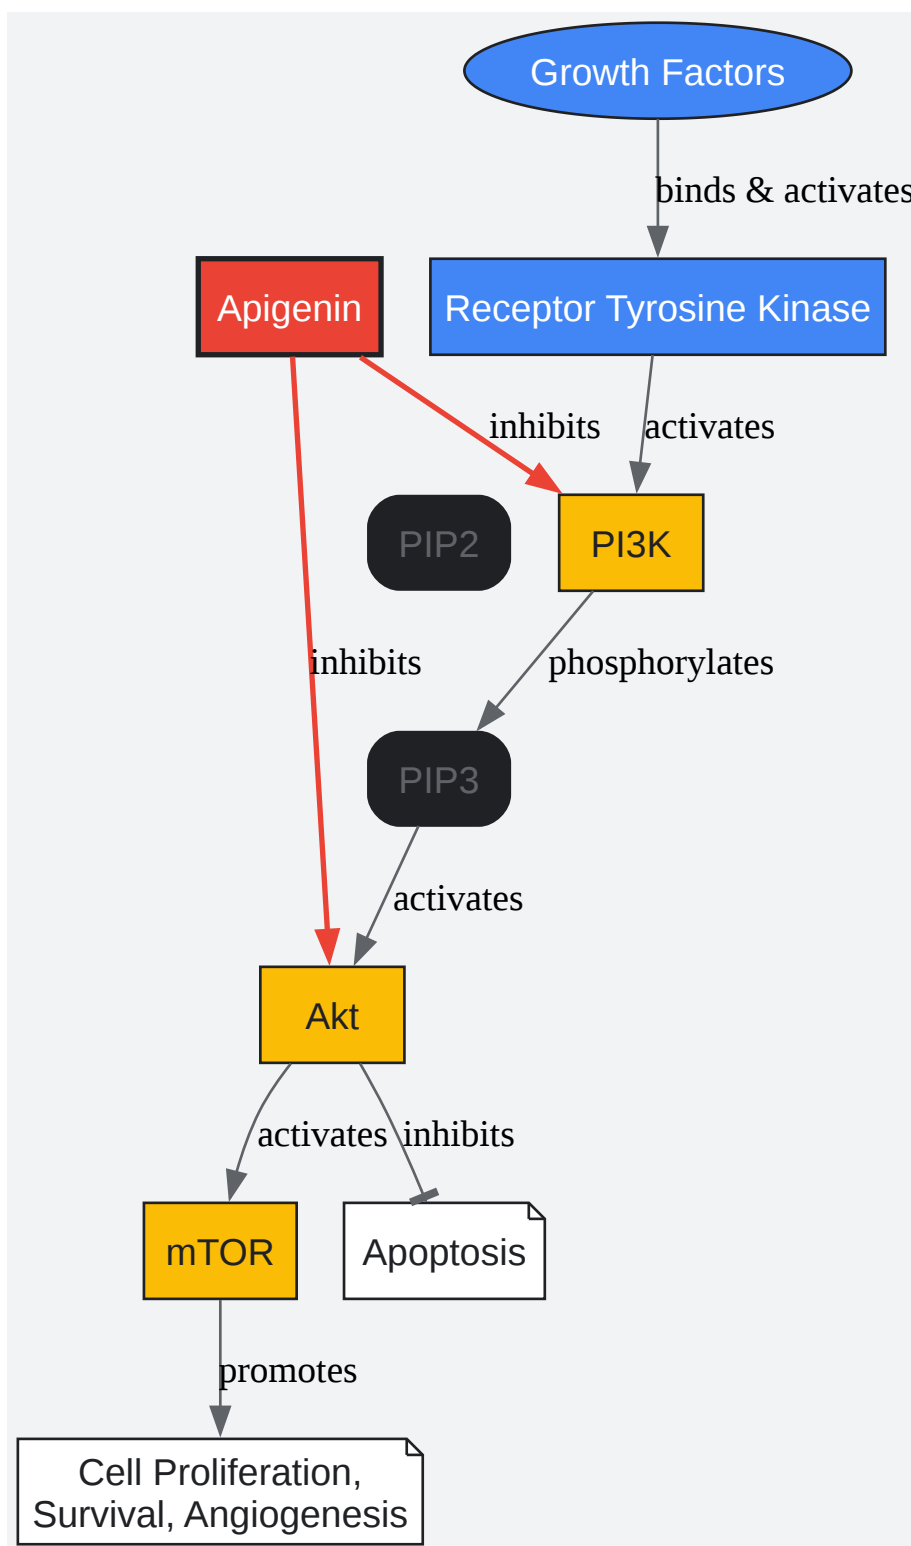 Growth Factors
binds & activates
Apigenin
Receptor Tyrosine Kinase
inhibits
activates
PIP2
PI3K
inhibits
phosphorylates
PIP3
activates
Akt
activates
inhibits
mTOR
Apoptosis
promotes
Cell Proliferation,
Survival, Angiogenesis